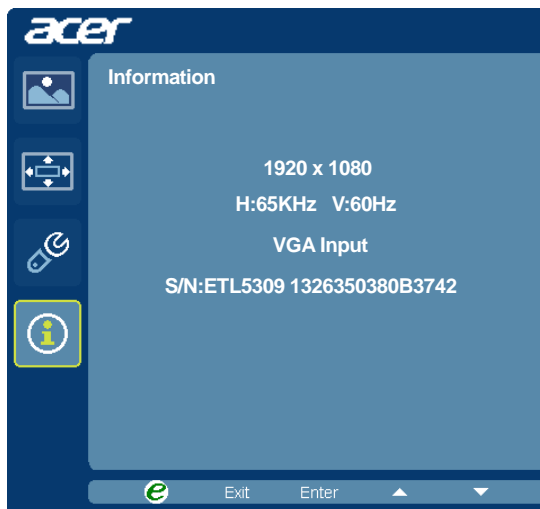 acer
Information
1920 x 1080
H:65KHz V:60Hz
VGA Input
S/N:ETL5309 1326350380B3742
e Exit Enter